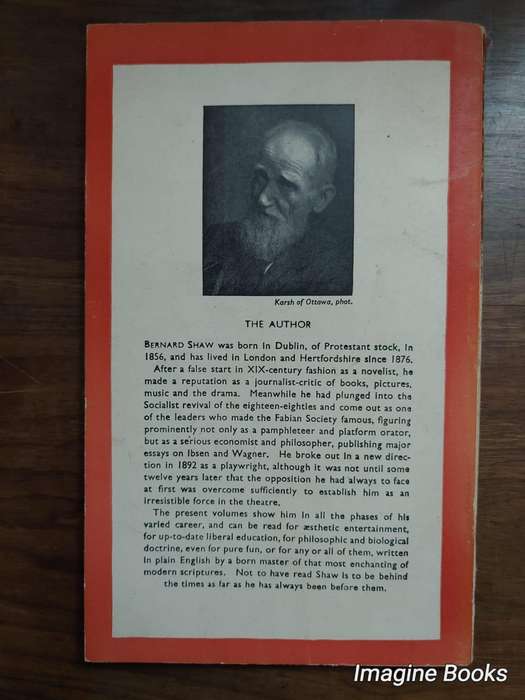 Karsh of Ottawa, phot.
THE AUTHOR
BERNARD SHAW was born in Dublin, of Protestant stock, in
1856, and has lived in London and Hertfordshire since 1876.
After a false start in XIX-century fashion as a novelist, he
made a reputation as a journalist-critic of books, pictures,
music and the drama. Meanwhile he had plunged into the
Socialist revival of the eighteen-eighties and come out as one
of the leaders who made the Fabian Society famous, figuring
prominently not only as a pamphleteer and platform orator,
but as a serious economist and philosopher, publishing major
essays on Ibsen and Wagner. He broke out in a new direc-
tion in 1892 as a playwright, although it was not until some
twelve years later that the opposition he had always to face
at first was overcome sufficiently to establish him as an
irresistible force in the theatre.
The present volumes show him in all the phases of his
varied career, and can be read for æsthetic entertainment,
for up-to-date liberal education, for philosophic and biological
doctrine, even for pure fun, or for any or all of them, written
in plain English by a born master of that most enchanting of
modern scriptures. Not to have read Shaw is to be behind
the times as far as he has always been before them.
Imagine Books